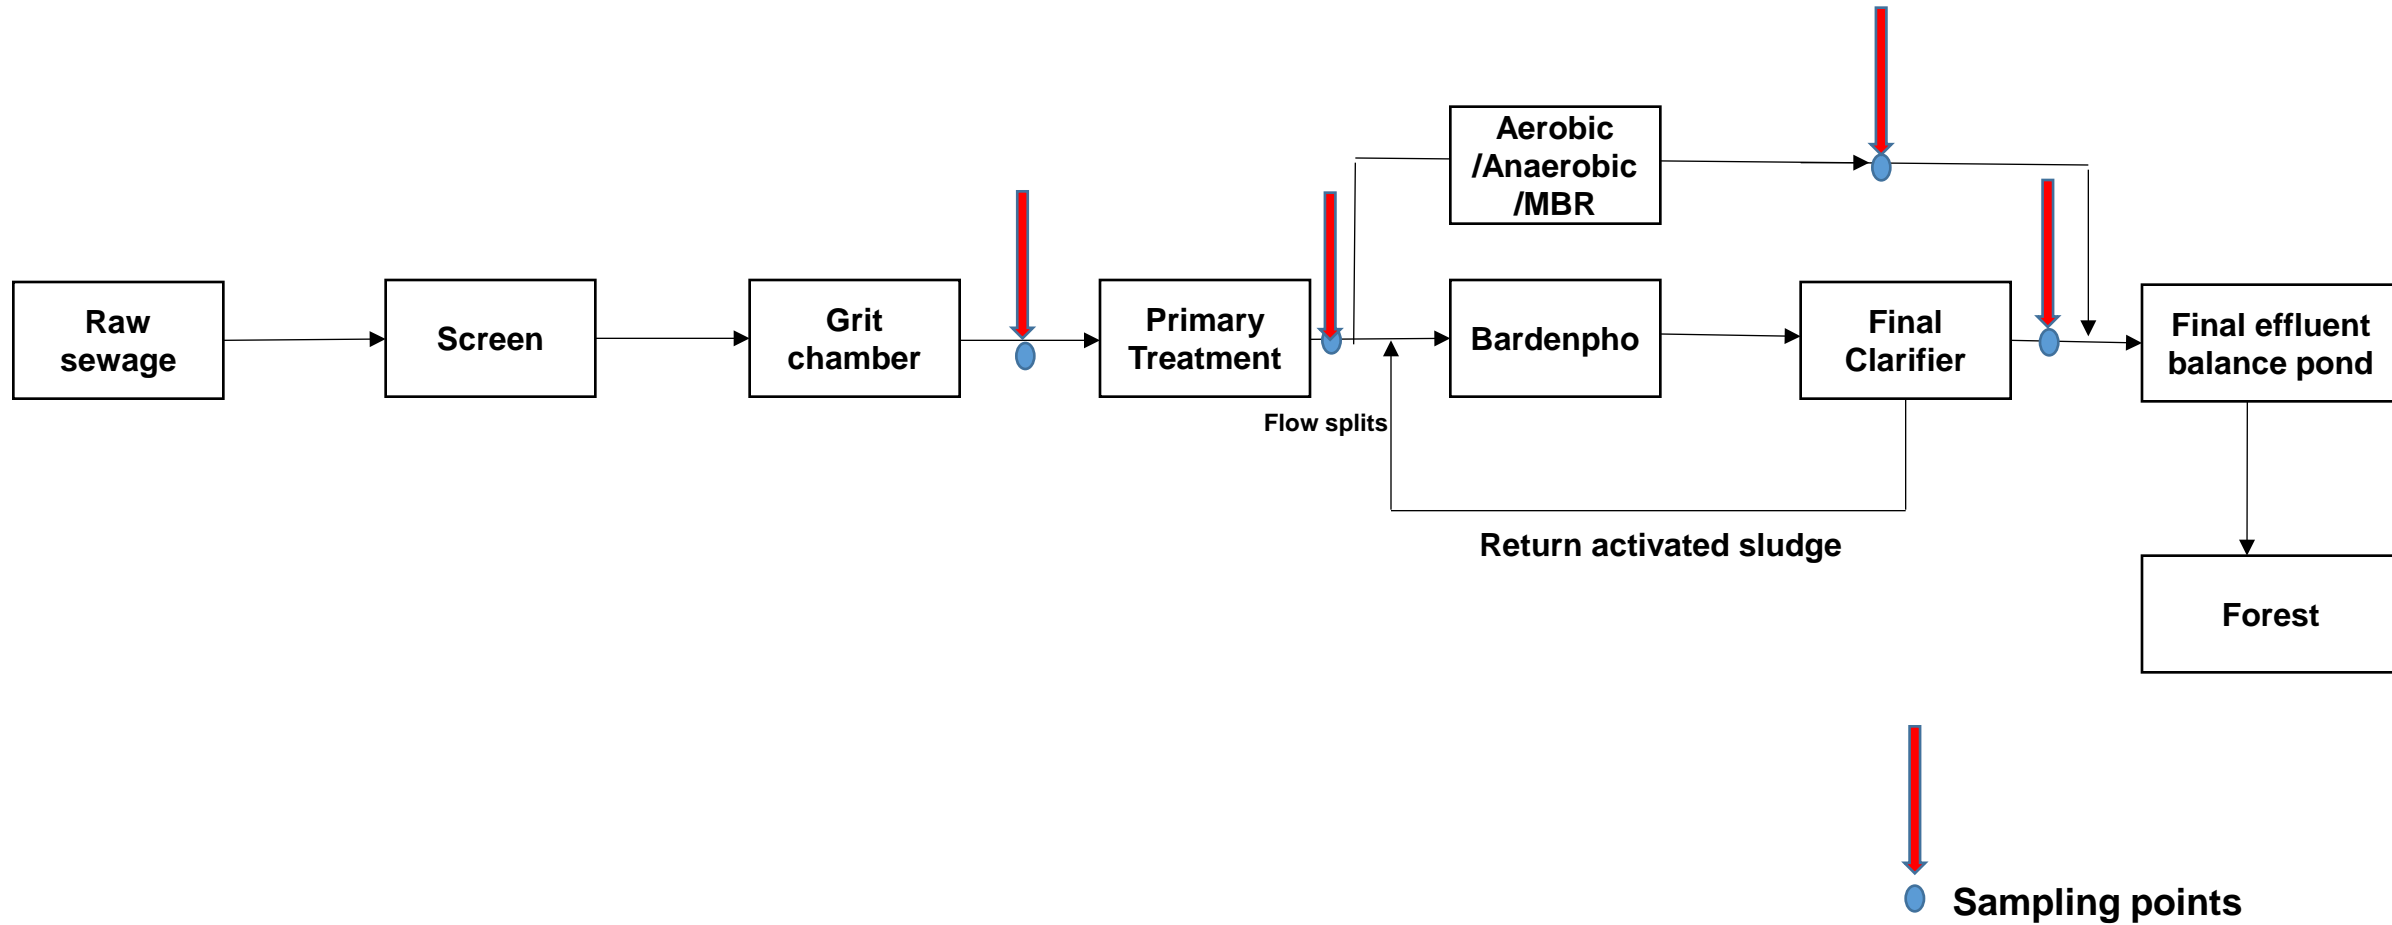 Aerobic
/Anaerobic
/MBR
Raw
sewage
Screen
Grit
chamber
Primary
Treatment
Bardenpho
Final
Clarifier
Final effluent
balance pond
Flow splits
Return activated sludge
Forest
Sampling points